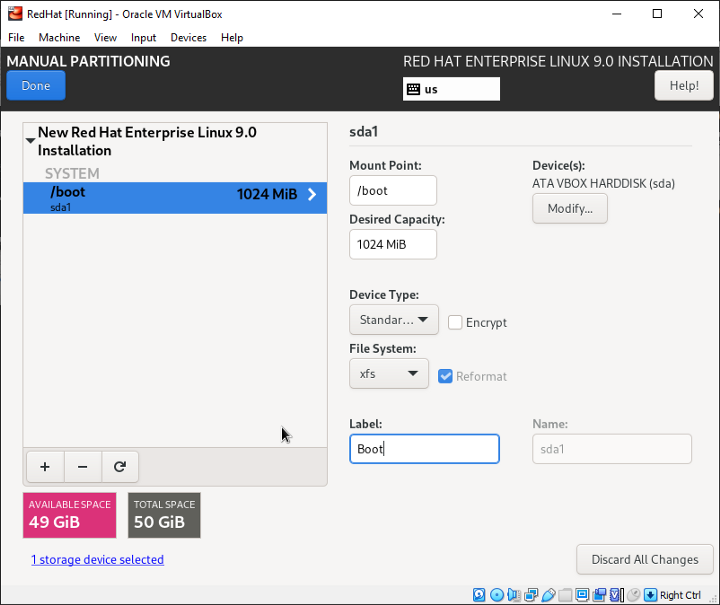 RedHat [Running] - Oracle VM VirtualBox
File Machine View Input Devices Help
MANUAL PARTITIONING
RED HAT ENTERPRISE LINUX 9.0 INSTALLATION
Done
us
Help!
New Red Hat Enterprise Linux 9.0
Installation
SYSTEM
/boot 1024 MiB
sda1
+ − 
AVAILABLE SPACE
49 GiB
TOTAL SPACE
50 GiB
1 storage device selected
sda1
Mount Point:
/boot
Device(s):
ATA VBOX HARDDISK (sda)
Modify...
Desired Capacity:
1024 MiB
Device Type:
Standar...
Encrypt
File System:
xfs
Reformat
Label:
Boot
Name:
sda1
Discard All Changes
Right Ctrl